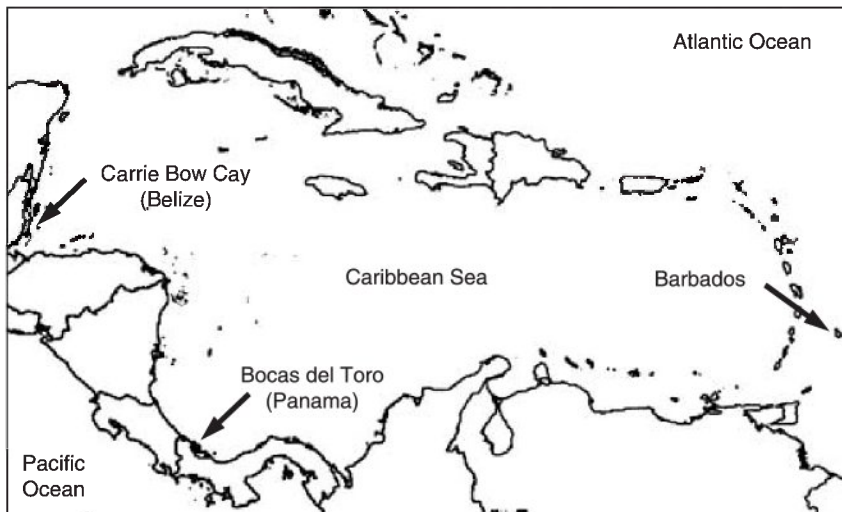 Atlantic Ocean
Carrie Bow Cay
(Belize)
Caribbean Sea
Barbados
Bocas del Toro
(Panama)
Pacific
Ocean